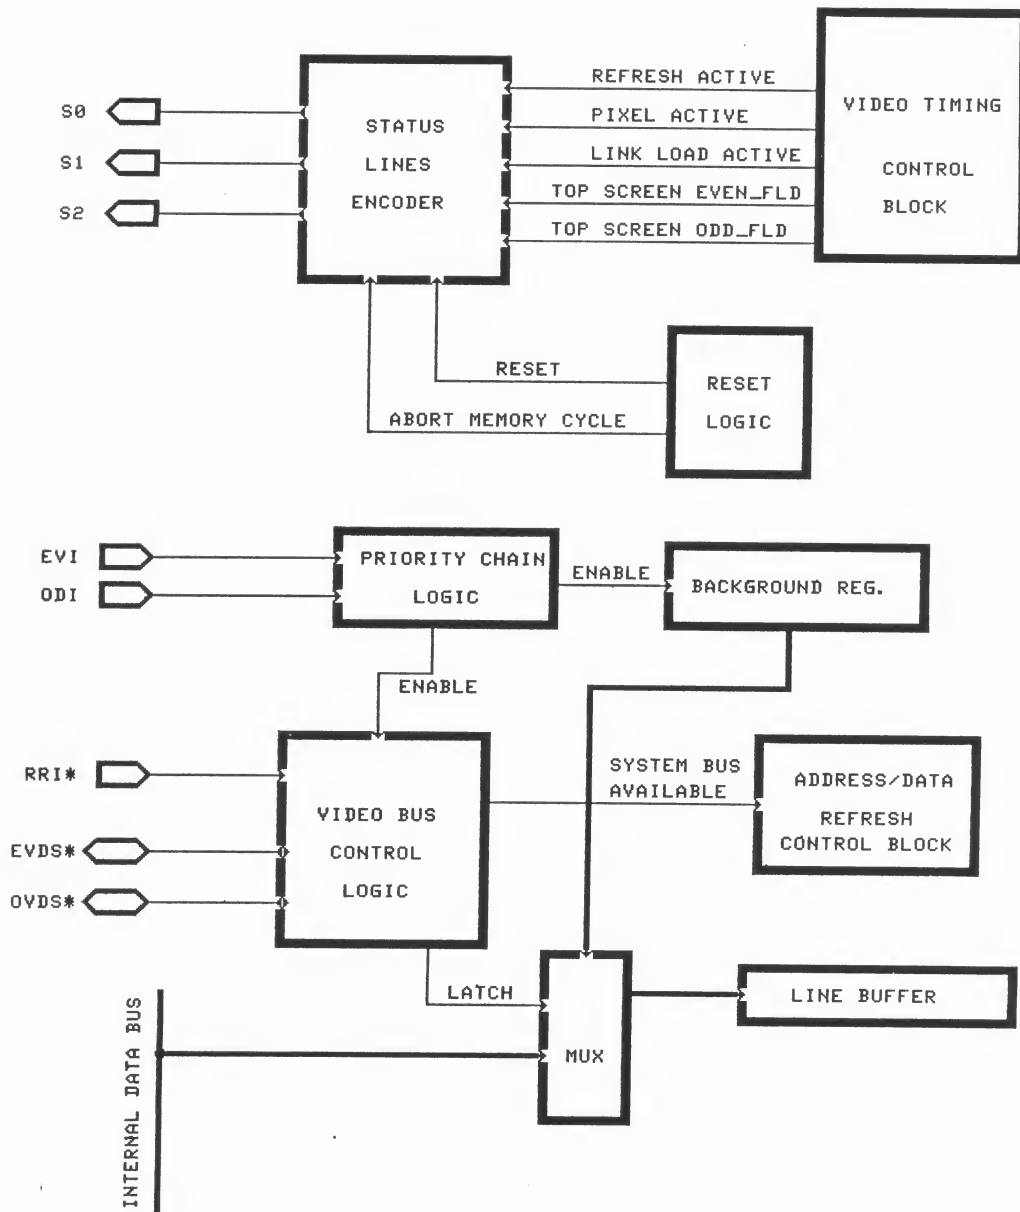 REFRESH ACTIVE
PIXEL ACTIVE
LINK LOAD ACTIVE
TOP SCREEN EVEN_FLD
TOP SCREEN ODD_FLD
VIDEO TIMING
CONTROL
BLOCK
S0
S1
S2
STATUS
LINES
ENCODER
RESET
ABORT MEMORY CYCLE
RESET
LOGIC
EVI
ODI
PRIORITY CHAIN
LOGIC
ENABLE
BACKGROUND REG.
ENABLE
RRI*
EVDS*
OVDS*
VIDEO BUS
CONTROL
LOGIC
SYSTEM BUS
AVAILABLE
ADDRESS/DATA
REFRESH
CONTROL BLOCK
LATCH
MUX
LINE BUFFER
INTERNAL DATA BUS